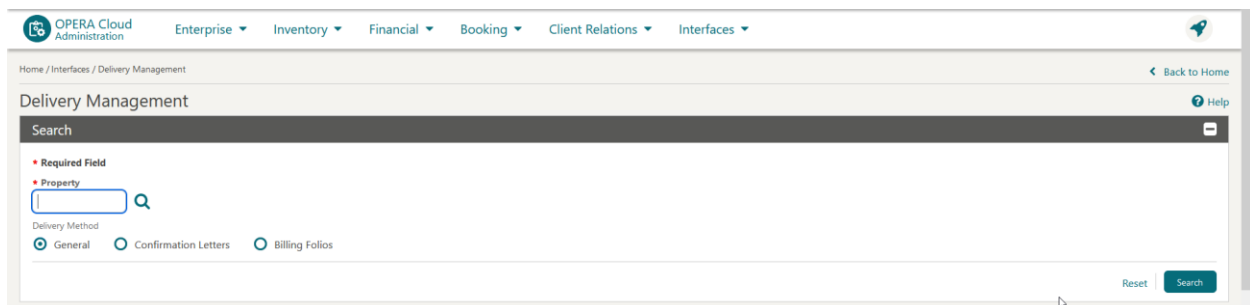 OPERA Cloud
Administration
Enterprise Inventory Financial Booking Client Relations Interfaces
Home / Interfaces / Delivery Management
Back to Home
Delivery Management
Help
Search
* Required Field
* Property
Delivery Method
General Confirmation Letters Billing Folios
Reset Search